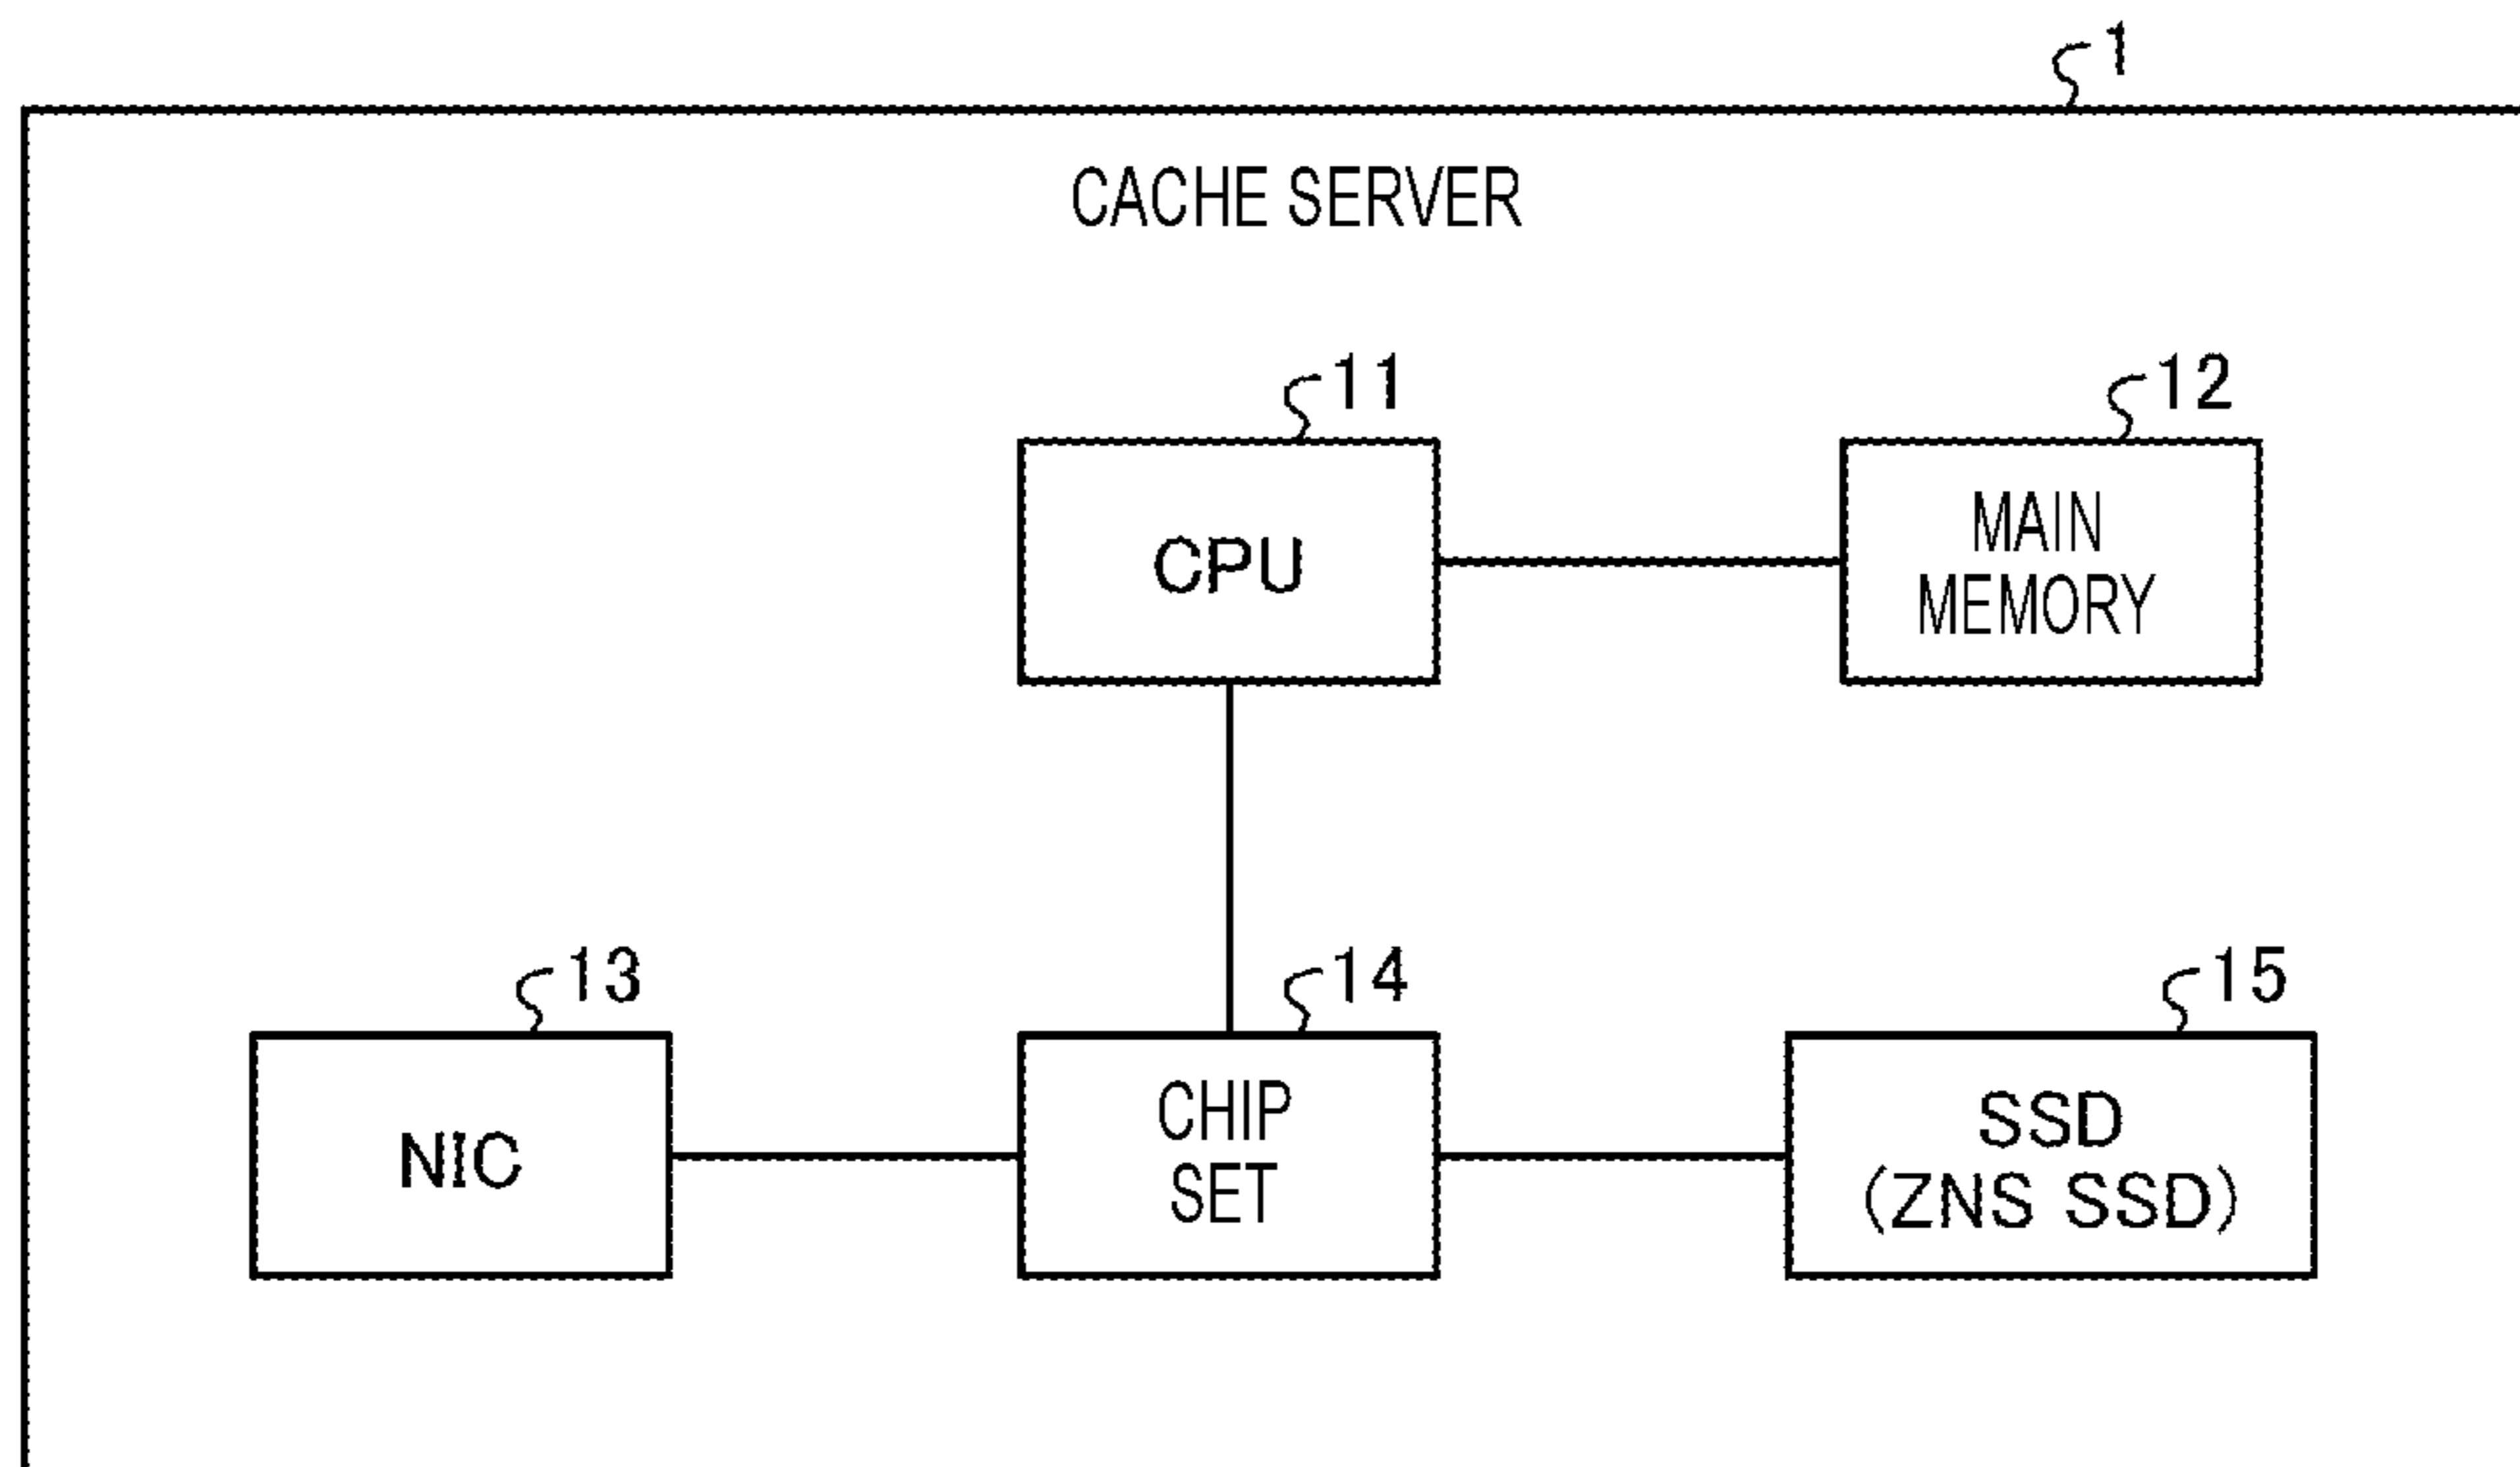 1
CACHE SERVER
11
12
CPU
MAIN
MEMORY
13
14
15
NIC
CHIP
SET
SSD
(ZNS SSD)